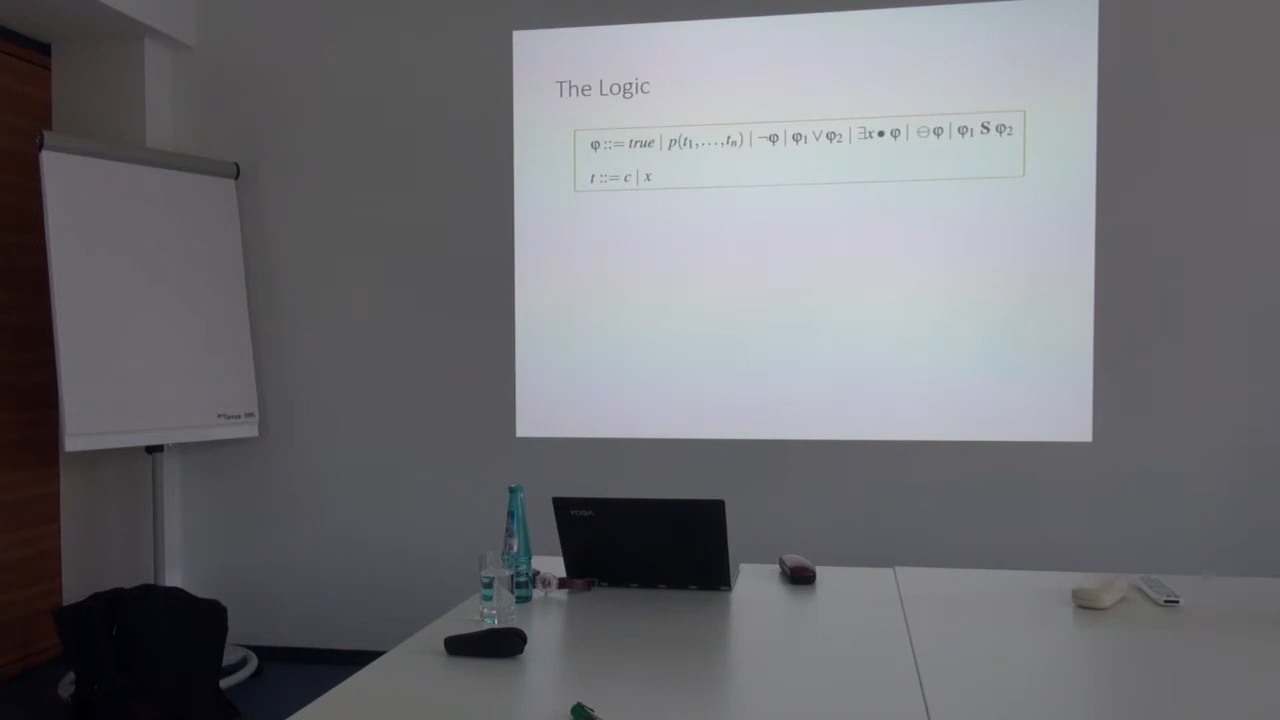 The Logic
φ ::= true | p(t₁,…,tₙ) | ¬φ | φ₁ ∨ φ₂ | ∃x • φ | ⊖φ | φ₁ S φ₂
t ::= c | x
YOGA